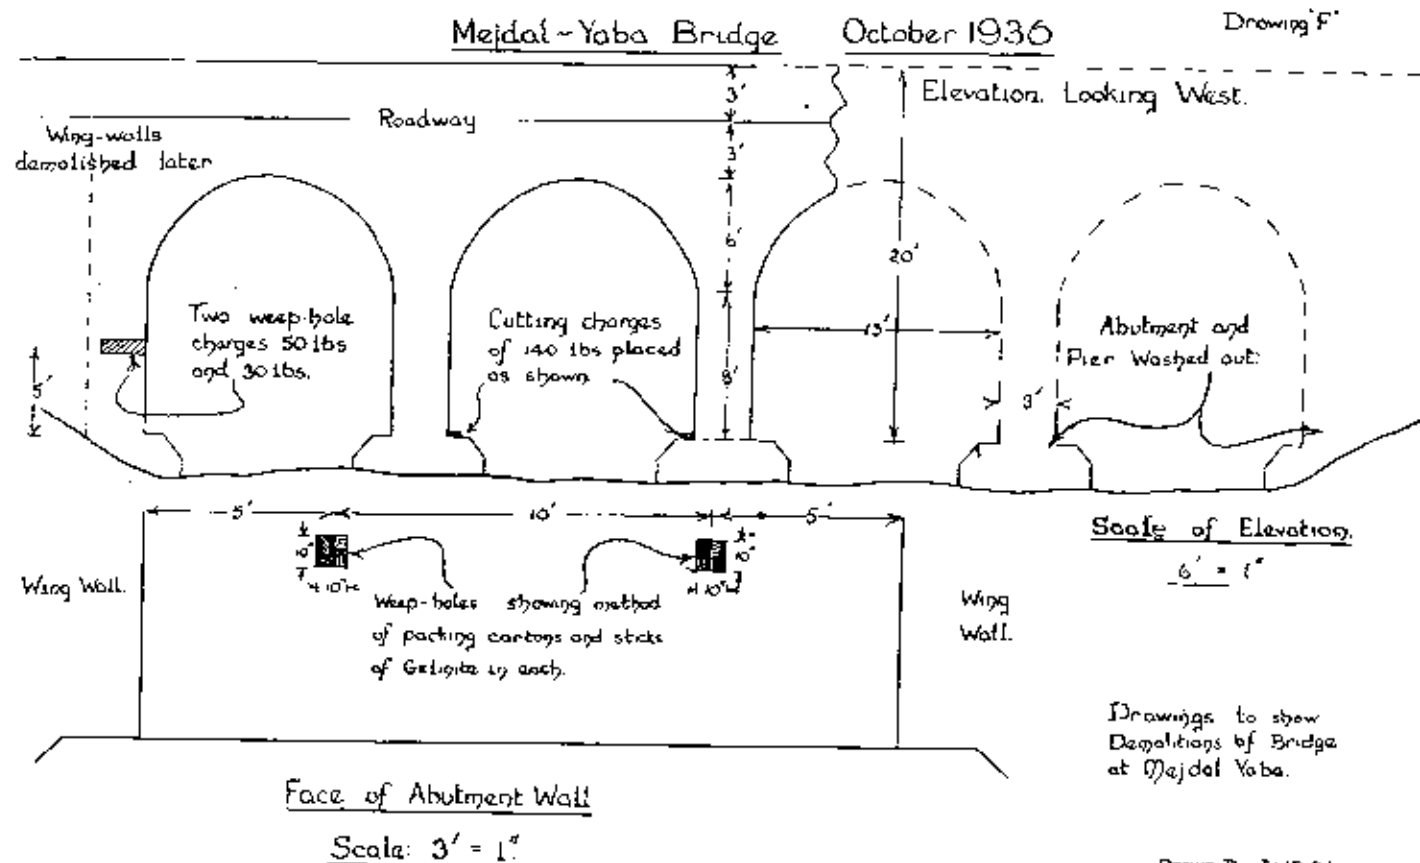 Mejdal-Yaba Bridge October 1936
Drawing "F"
Elevation. Looking West.
3'
Roadway
Wing-walls
demolished later
3'
6'
20'
Two weep-hole
charges 50 lbs
and 30 lbs.
Cutting charges
of 140 lbs placed
as shown
13'
Abutment and
Pier Washed out.
5'
8'
3'
5'
10'
5'
Scale of Elevation.
6' = 1"
10"
10"
10"
10"
Wing Wall.
Weep-holes showing method
of packing cartons and sticks
of Gelinite in each.
Wing
Wall.
Drawings to show
Demolitions of Bridge
at Mejdal Yaba.
Face of Abutment Wall
Scale: 3' = 1"